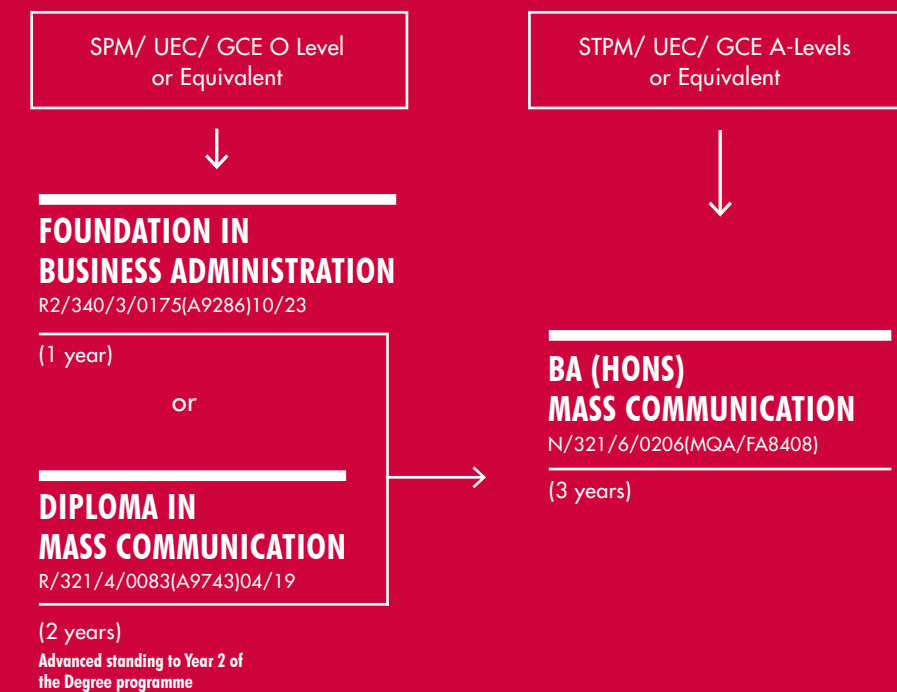 SPM/ UEC/ GCE O Level
or Equivalent
FOUNDATION IN
BUSINESS ADMINISTRATION
R2/340/3/0175(A9286)10/23
(1 year)
or
DIPLOMA IN
MASS COMMUNICATION
R/321/4/0083(A9743)04/19
(2 years)
Advanced standing to Year 2 of
the Degree programme
STPM/ UEC/ GCE A-Levels
or Equivalent
BA (HONS)
MASS COMMUNICATION
N/321/6/0206(MQA/FA8408)
(3 years)